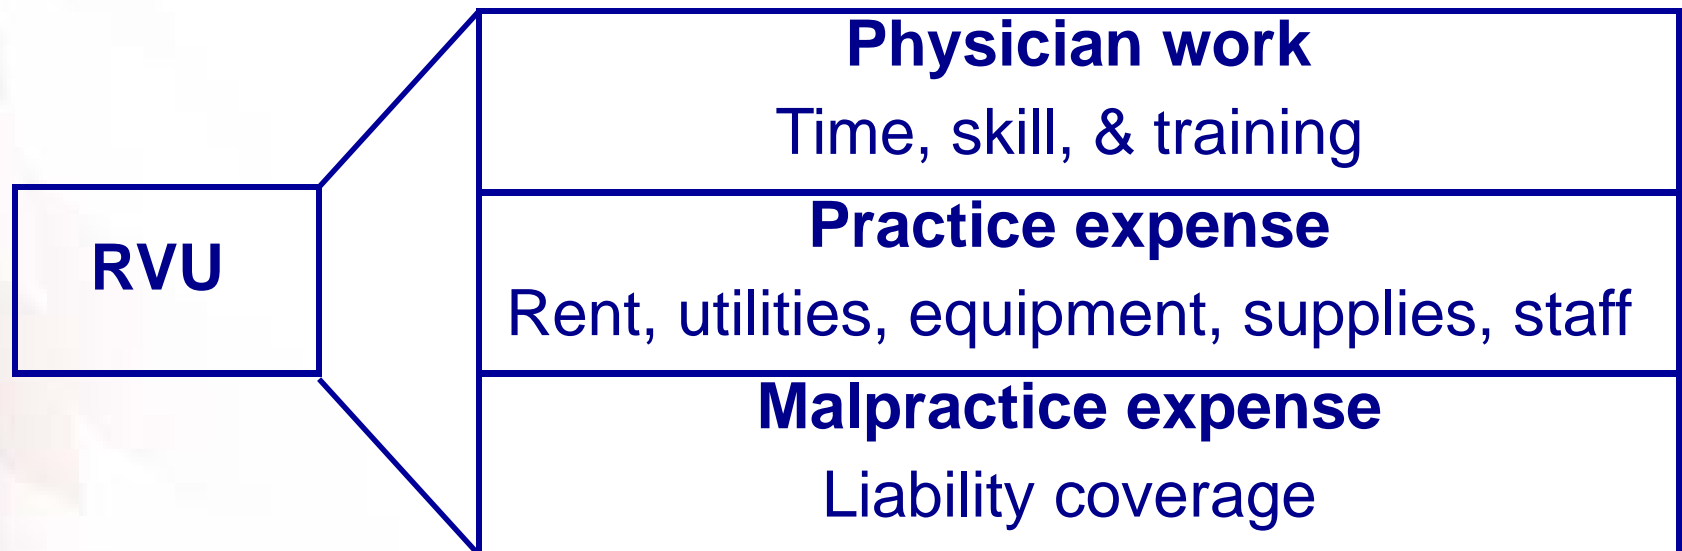 RVU
Physician work
Time, skill, & training
Practice expense
Rent, utilities, equipment, supplies, staff
Malpractice expense
Liability coverage